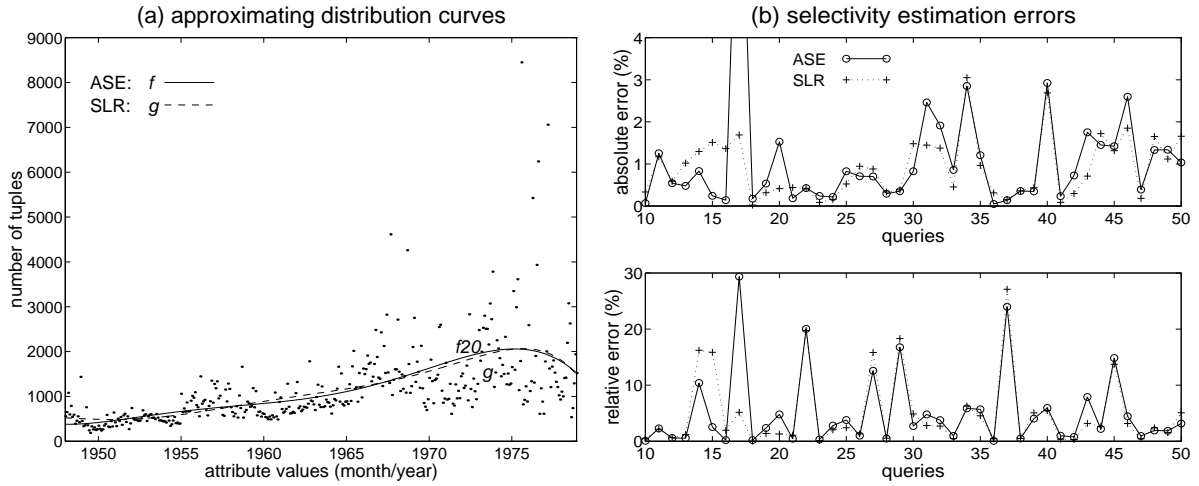 (a) approximating distribution curves
number of tuples
9000
8000
7000
6000
5000
4000
3000
2000
1000
0
ASE: f
SLR: g
f20
g
1950 1955 1960 1965 1970 1975
attribute values (month/year)
(b) selectivity estimation errors
absolute error (%)
4
3
2
1
0
ASE
SLR
10 15 20 25 30 35 40 45 50
queries
relative error (%)
30
20
10
0
10 15 20 25 30 35 40 45 50
queries